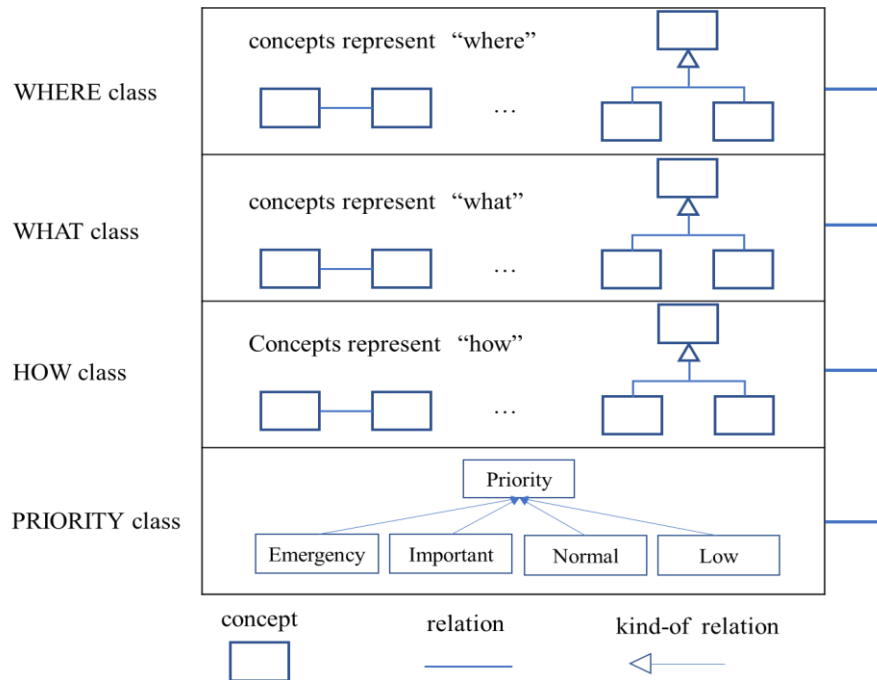 concepts represent “where”
WHERE class
…
concepts represent “what”
WHAT class
…
Concepts represent “how”
HOW class
…
Priority
PRIORITY class
Emergency Important Normal Low
concept relation kind-of relation